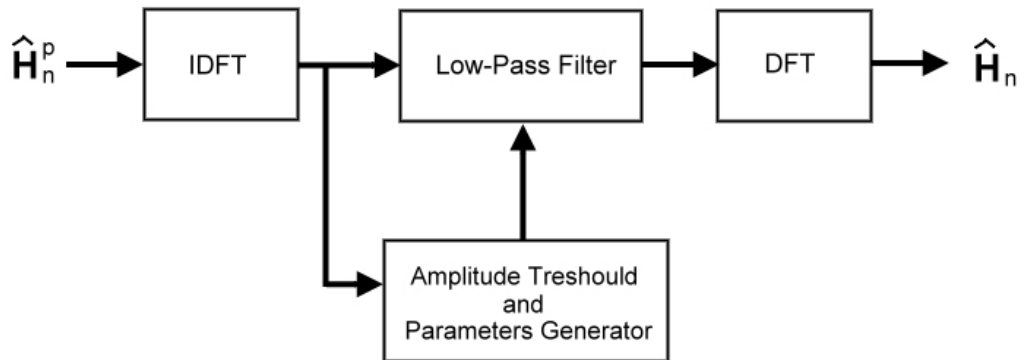 Ĥ p n
IDFT
Low-Pass Filter
DFT
Ĥ n
Amplitude Treshould
and
Parameters Generator